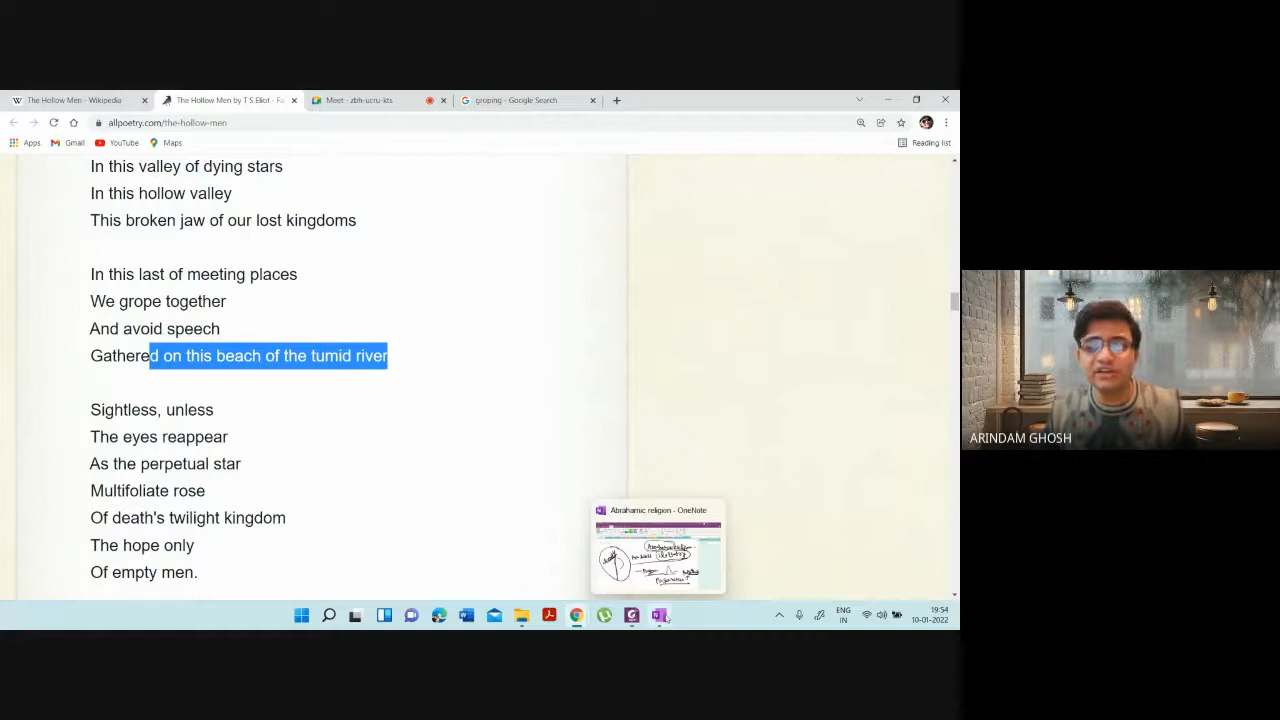 The Hollow Men - Wikipedia
The Hollow Men by T S Eliot - Fa
Meet - zbh-ucru-kts
groping - Google Search
allpoetry.com/the-hollow-men
Apps
Gmail
YouTube
Maps
Reading list
In this valley of dying stars
In this hollow valley
This broken jaw of our lost kingdoms
In this last of meeting places
We grope together
And avoid speech
Gathered on this beach of the tumid river
Sightless, unless
The eyes reappear
As the perpetual star
Multifoliate rose
Of death's twilight kingdom
The hope only
Of empty men.
Abrahamic religion - OneNote
ENG
IN
19:54
10-01-2022
ARINDAM GHOSH